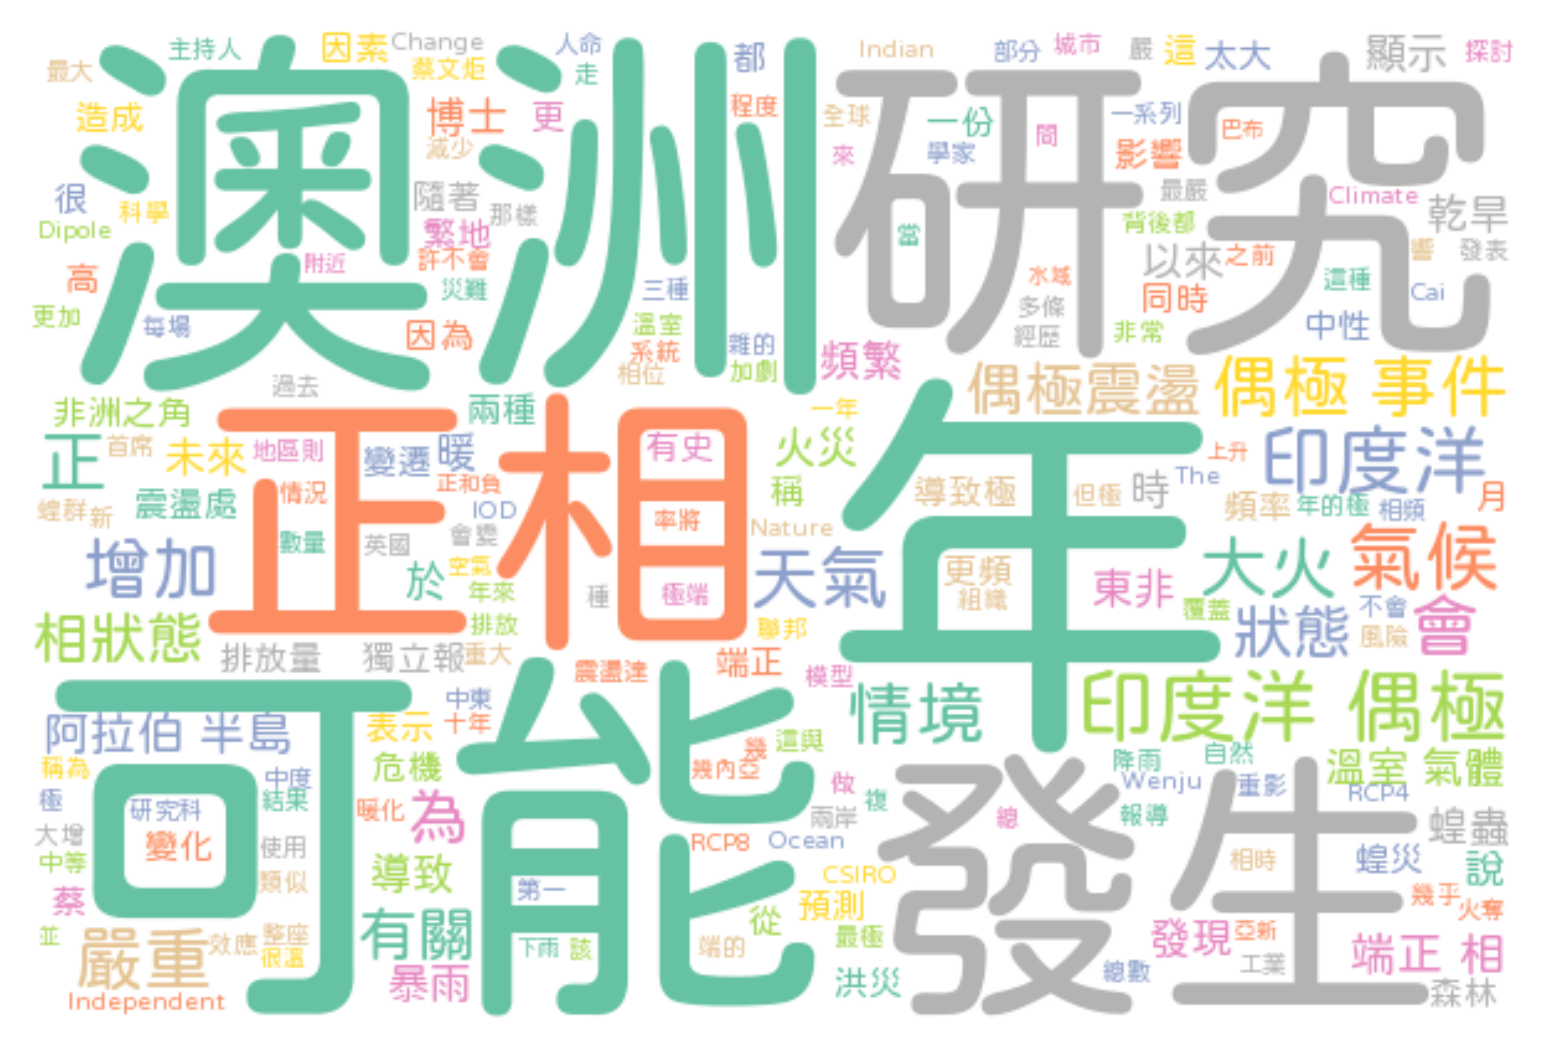 澳洲
研究
正相
年
可能
發生
主持人
因素
Change
人命
最大
蔡文炬
走
都
造成
博士
更
程度
減少
很
科學
隨著
那樣
Dipole
繁地
許不會
高
附近
災難
三種
更加
每場
因為
溫室
雜的
系統
加劇
相位
過去
Indian
部分
城市
嚴
這
太大
顯示
探討
全球
一份
問
一系列
巴布
來
學家
影響
最嚴
Climate
乾旱
當
背後都
響
發表
以來
之前
水域
這種
Cai
多條
同時
經歷
非常
中性
頻繁
偶極震盪
偶極 事件
非洲之角
兩種
一年
正
首席
未來
地區則
變遷
暖
有史
火災
印度洋
上升
情況
正和負
稱
導致極
但極
時
The
月
蝗群
新
震盪處
IOD
率將
Nature
頻率
年的極
相頻
數量
英國
會變
增加
空氣
天氣
更頻
大火
氣候
於
年來
種
極端
組織
東非
覆蓋
不會
會
相狀態
排放
聯邦
狀態
風險
排放量
獨立報
重大
端正
震盪達
模型
中東
情境
印度洋 偶極
阿拉伯 半島
表示
十年
幾
這與
降雨
自然
稱為
中度
危機
幾內亞
Wenju
溫室 氣體
極
研究科
結果
暖化
為
做
複
重影
RCP4
大增
變化
使用
RCP8
Ocean
兩岸
總
報導
蝗蟲
中等
導致
相時
蝗災
說
蔡
類似
第一
CSIRO
預測
幾乎
火奪
並
嚴重
效應
整座
有關
從
最極
發現
亞新
很溫
下雨
該
端的
端正 相
工業
暴雨
洪災
總數
森林
Independent